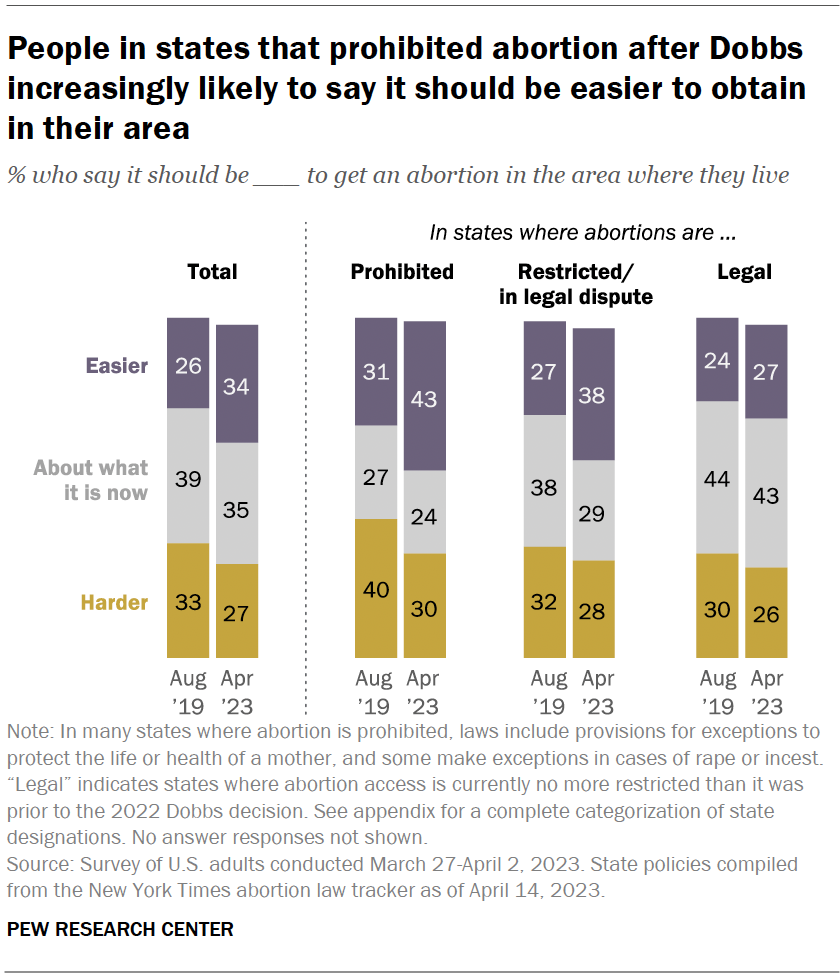 People in states that prohibited abortion after Dobbs
increasingly likely to say it should be easier to obtain
in their area
% who say it should be ___ to get an abortion in the area where they live
In states where abortions are ...
Total
Prohibited
Restricted/
in legal dispute
Legal
Easier
26
34
31
43
27
38
24
27
About what
it is now
39
35
27
24
38
29
44
43
Harder
33
27
40
30
32
28
30
26
Aug
'19
Apr
'23
Aug
'19
Apr
'23
Aug
'19
Apr
'23
Aug
'19
Apr
'23
Note: In many states where abortion is prohibited, laws include provisions for exceptions to
protect the life or health of a mother, and some make exceptions in cases of rape or incest.
“Legal” indicates states where abortion access is currently no more restricted than it was
prior to the 2022 Dobbs decision. See appendix for a complete categorization of state
designations. No answer responses not shown.
Source: Survey of U.S. adults conducted March 27-April 2, 2023. State policies compiled
from the New York Times abortion law tracker as of April 14, 2023.
PEW RESEARCH CENTER